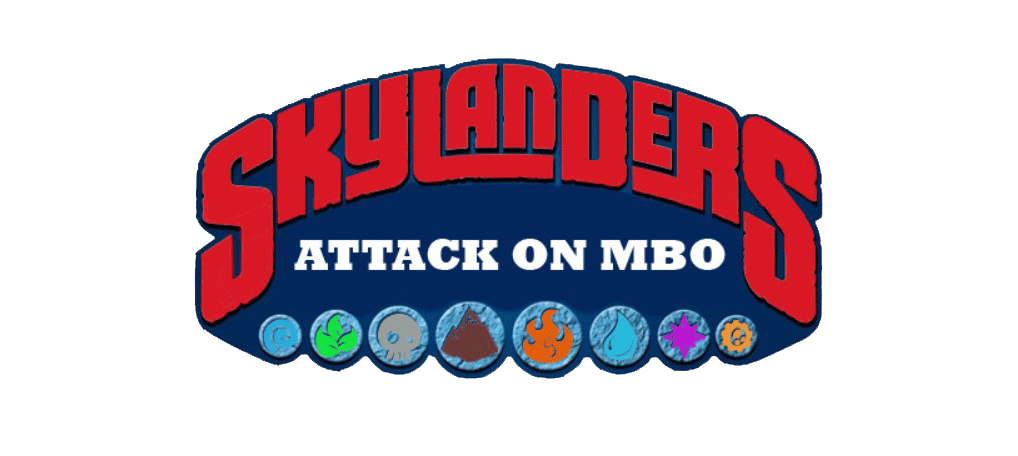 SKYLANDERS
ATTACK ON MBO